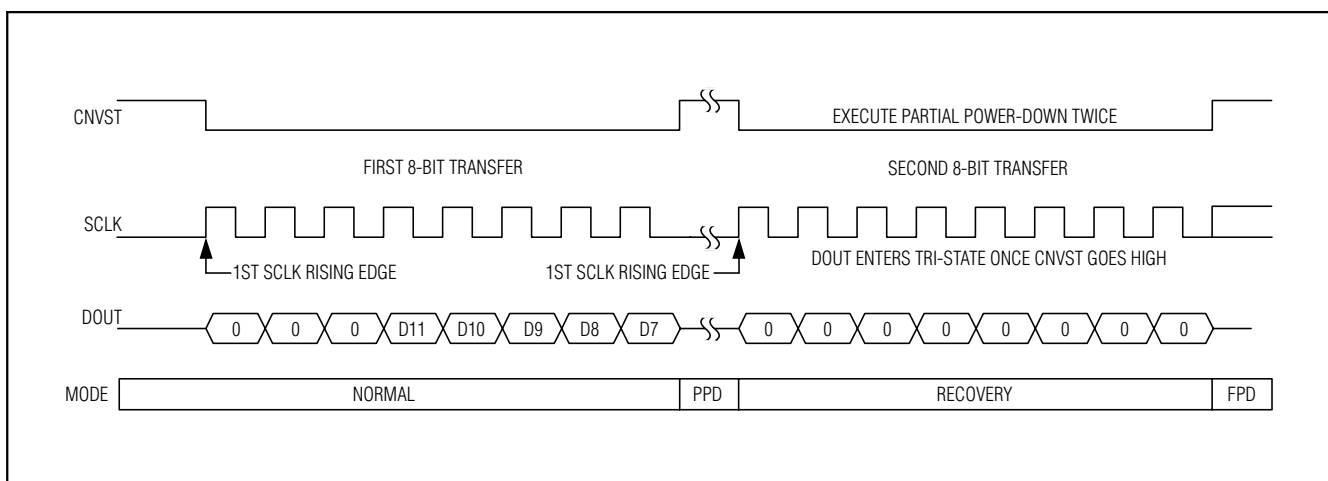 CNVST
EXECUTE PARTIAL POWER-DOWN TWICE
FIRST 8-BIT TRANSFER
SECOND 8-BIT TRANSFER
SCLK
1ST SCLK RISING EDGE
1ST SCLK RISING EDGE
DOUT ENTERS TRI-STATE ONCE CNVST GOES HIGH
DOUT
0 0 0 D11 D10 D9 D8 D7 0 0 0 0 0 0 0 0
MODE NORMAL PPD RECOVERY FPD